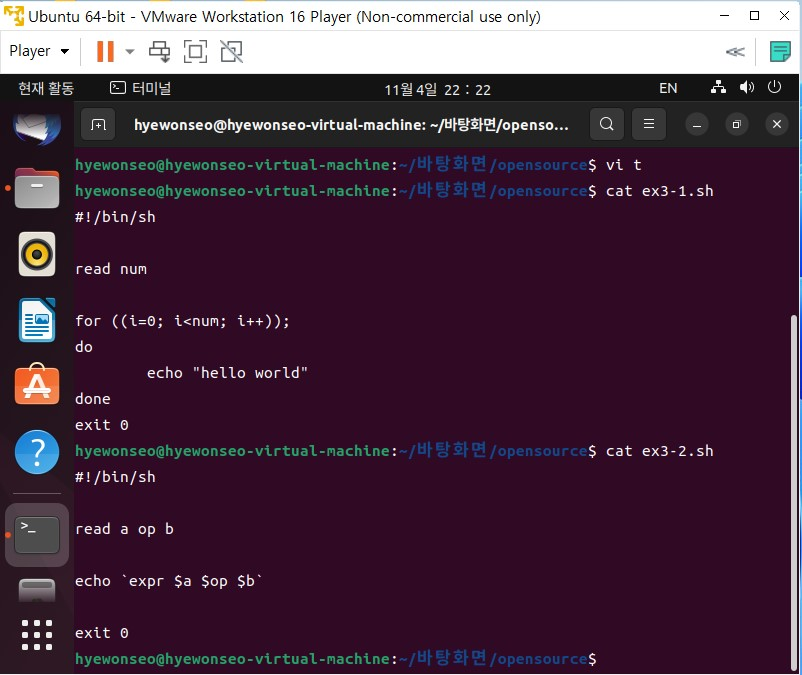 Ubuntu 64-bit - VMware Workstation 16 Player (Non-commercial use only)
Player
현재 활동 터미널 11월 4일 22 : 22 EN
hyewonseo@hyewonseo-virtual-machine: ~/바탕화면/openso...
hyewonseo@hyewonseo-virtual-machine:~/바탕화면/opensource$ vi t
hyewonseo@hyewonseo-virtual-machine:~/바탕화면/opensource$ cat ex3-1.sh
#!/bin/sh
read num
for ((i=0; i<num; i++));
do
echo "hello world"
done
exit 0
hyewonseo@hyewonseo-virtual-machine:~/바탕화면/opensource$ cat ex3-2.sh
#!/bin/sh
read a op b
echo `expr $a $op $b`
exit 0
hyewonseo@hyewonseo-virtual-machine:~/바탕화면/opensource$